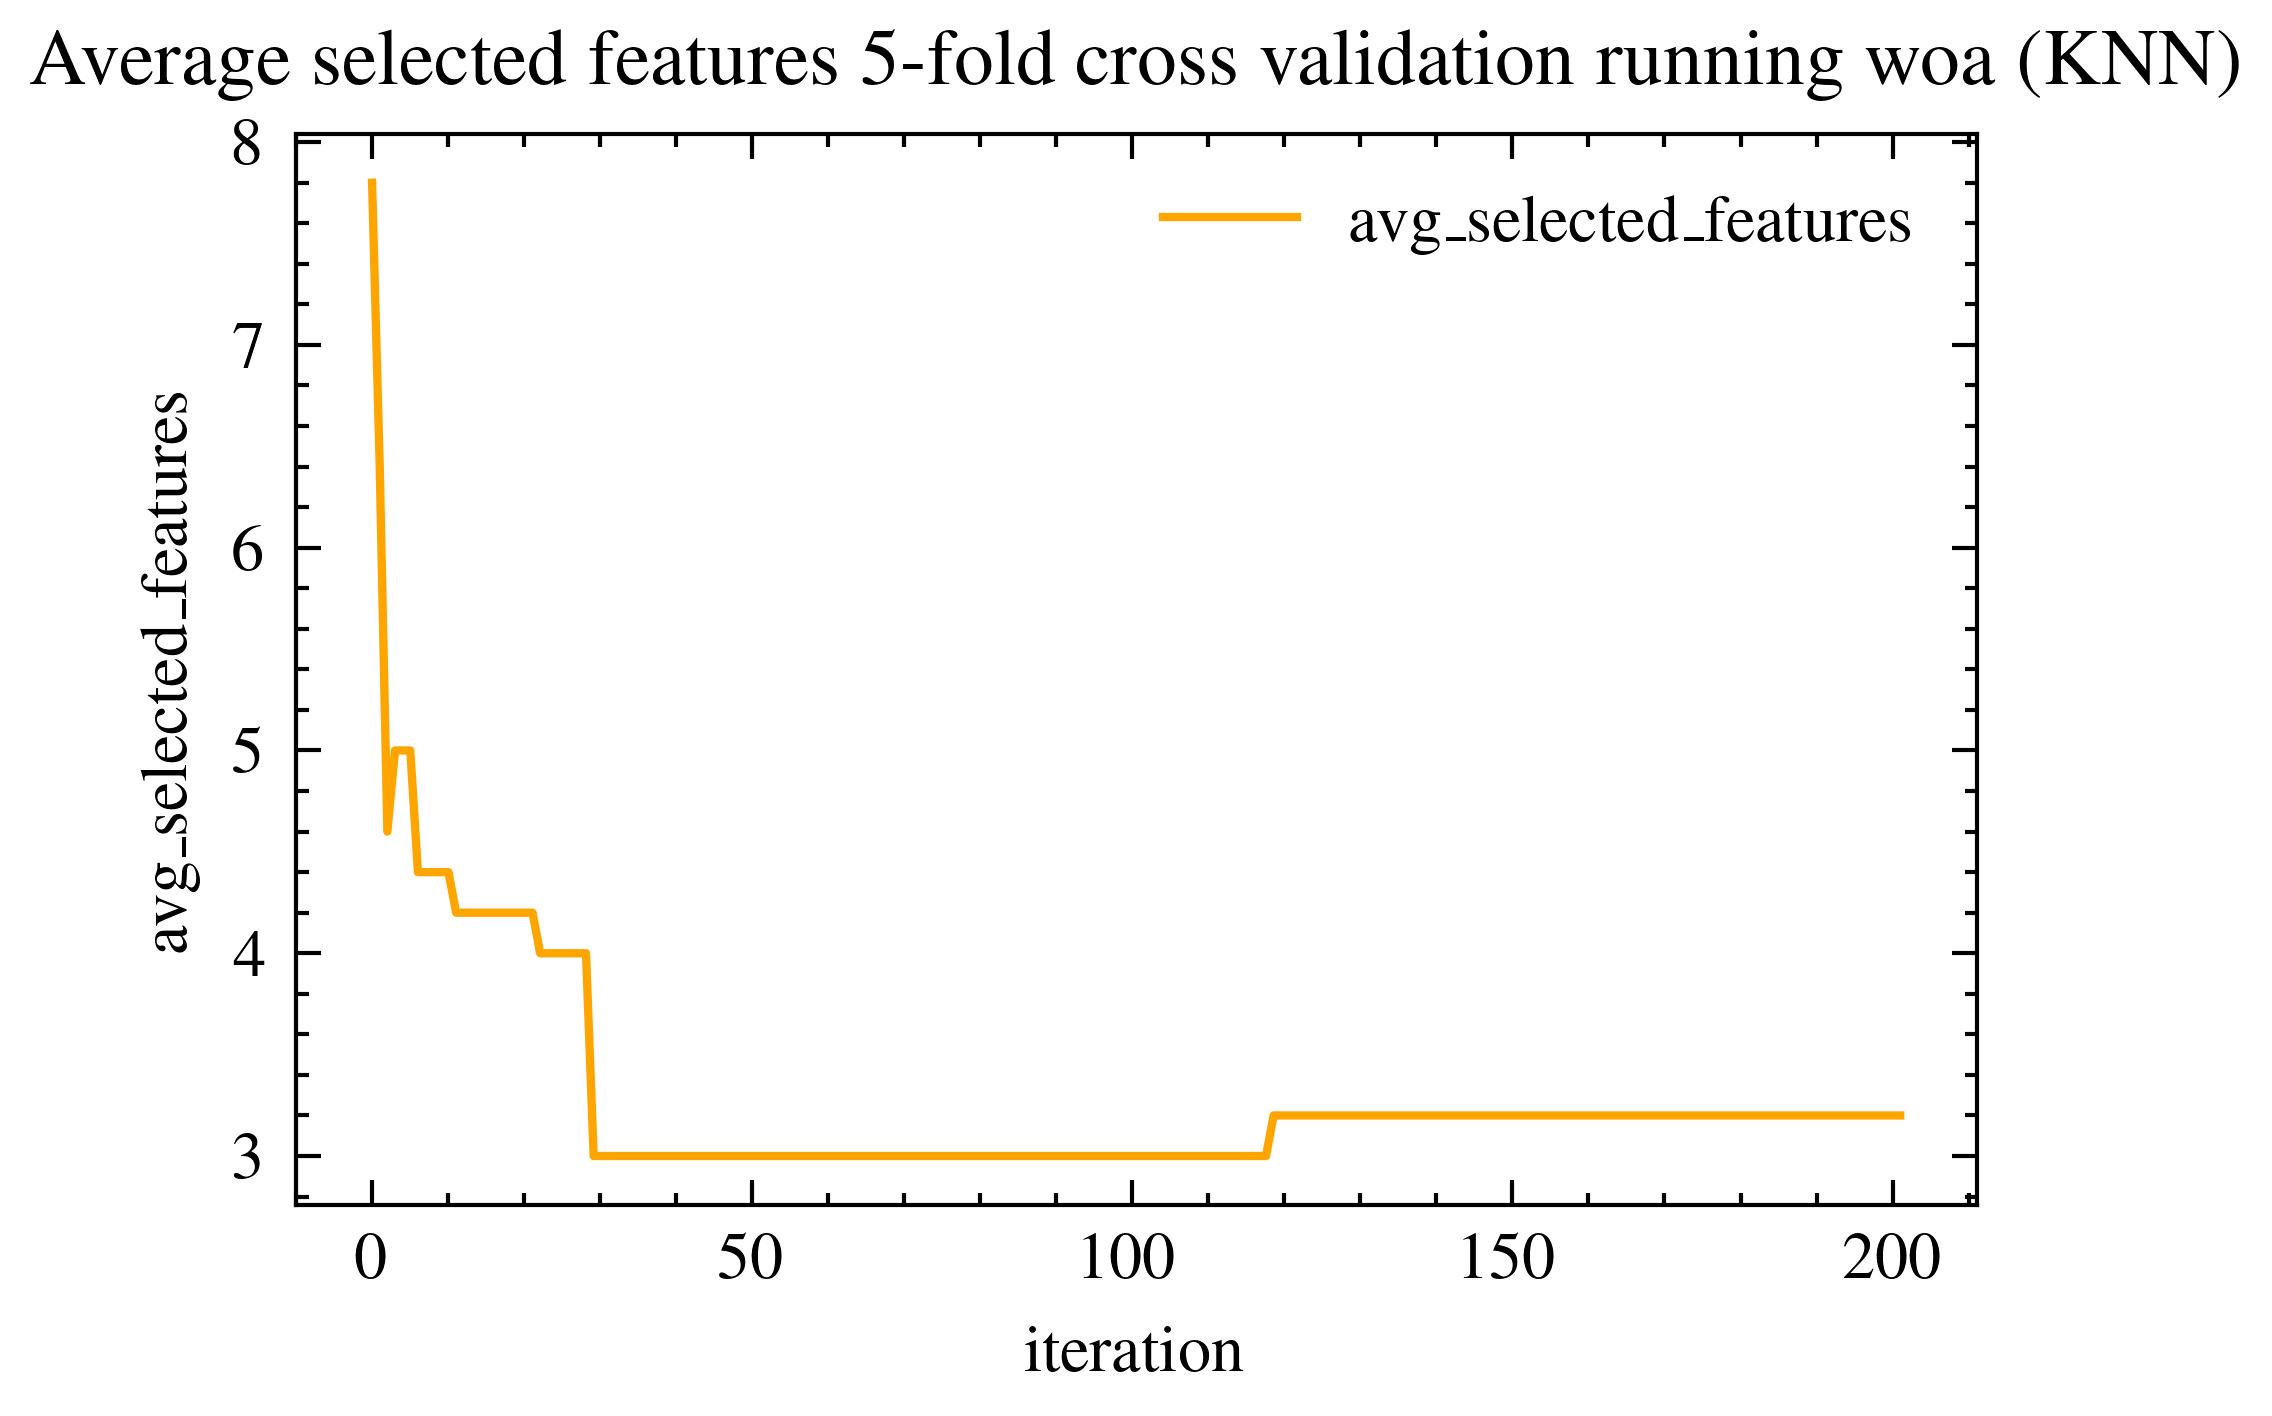 Average selected features 5-fold cross validation running woa (KNN)
avg_selected_features
8
7
6
5
4
3
avg_selected_features
0 50 100 150 200
iteration